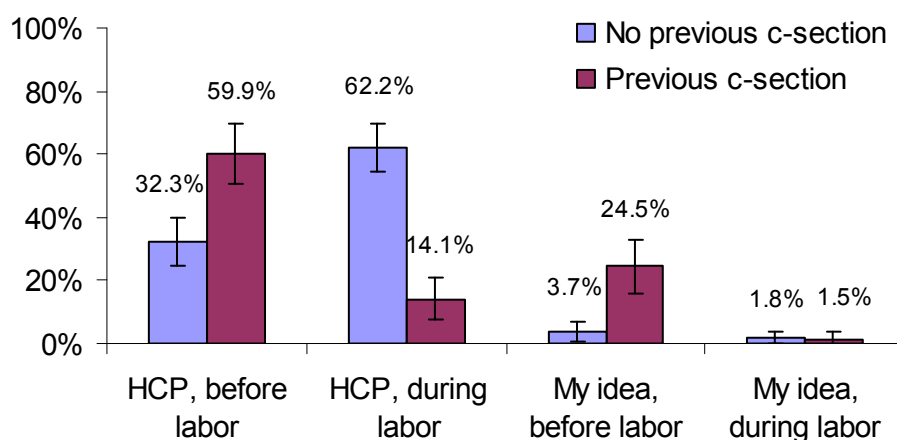 100%
80%
60%
40%
20%
0%
No previous c-section
Previous c-section
32.3%
59.9%
62.2%
14.1%
3.7%
24.5%
1.8%
1.5%
HCP, before
labor
HCP, during
labor
My idea,
before labor
My idea,
during labor